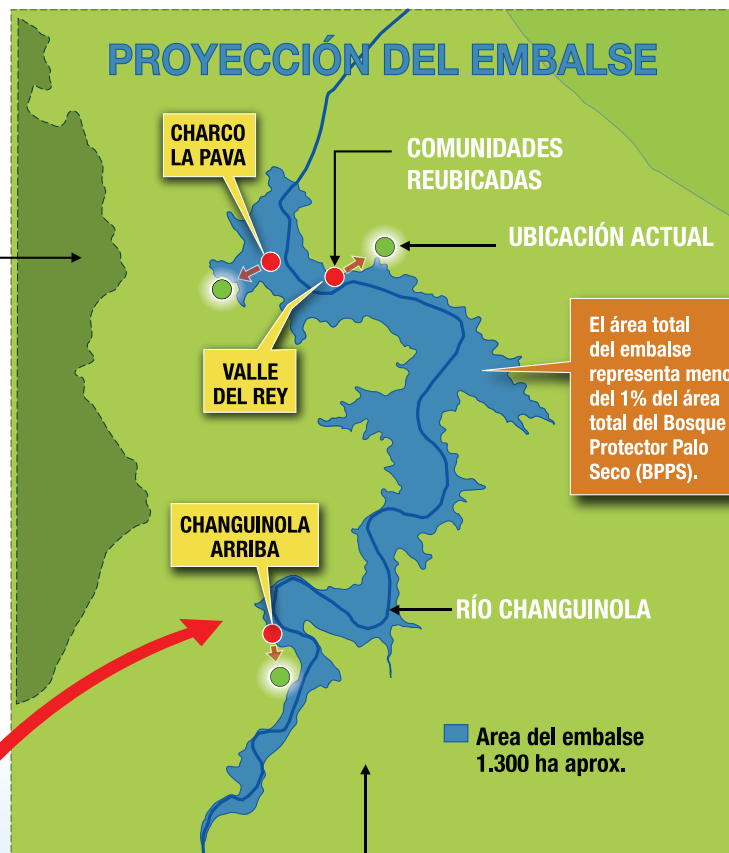 PROYECCIÓN DEL EMBALSE
CHARCO
LA PAVA
COMUNIDADES
REUBICADAS
UBICACIÓN ACTUAL
VALLE
DEL REY
El área total
del embalse
representa meno
del 1% del área
total del Bosque
Protector Palo
Seco (BPPS).
CHANGUINOLA
ARRIBA
RÍO CHANGUINOLA
Area del embalse
1.300 ha aprox.